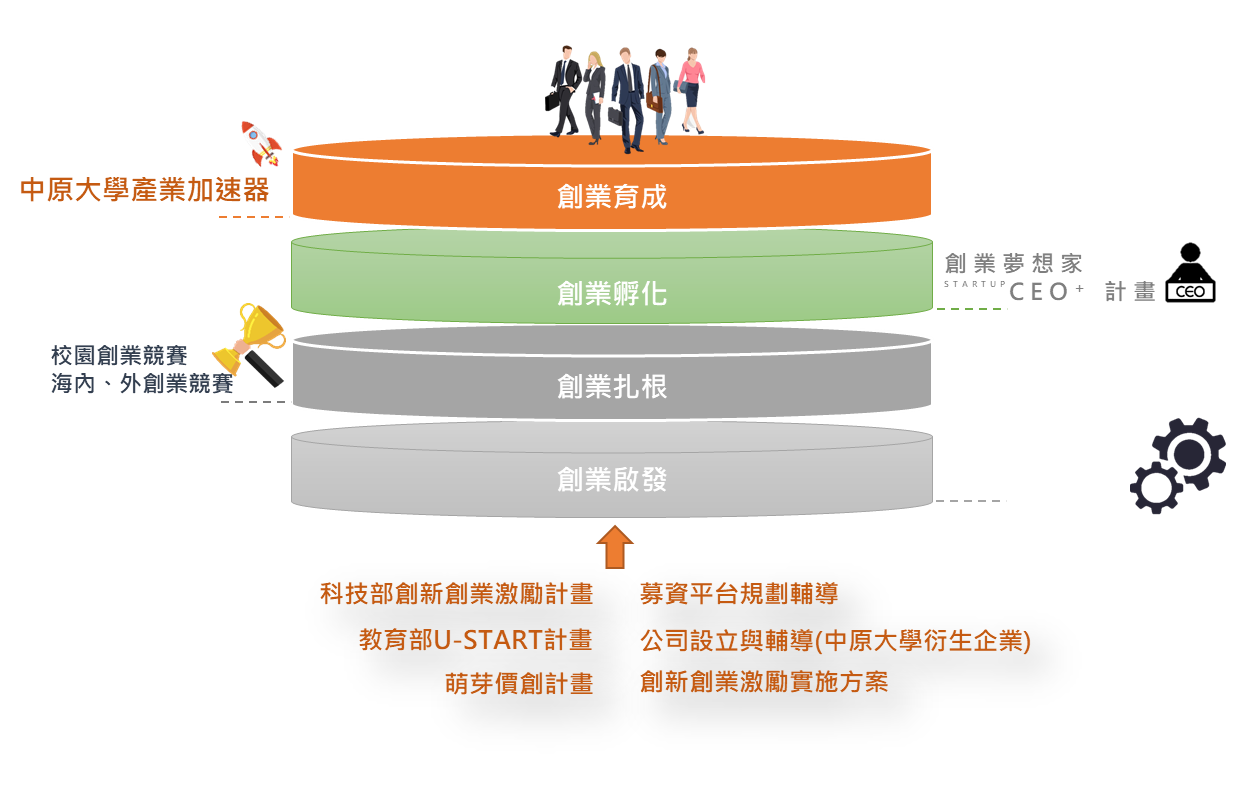 中原大學產業加速器
創業育成
創業孵化
創業夢想家
STARTUP CEO⁺ 計畫
CEO
校園創業競賽
海內、外創業競賽
創業扎根
創業啟發
科技部創新創業激勵計畫
教育部U-START計畫
萌芽價創計畫
募資平台規劃輔導
公司設立與輔導(中原大學衍生企業)
創新創業激勵實施方案